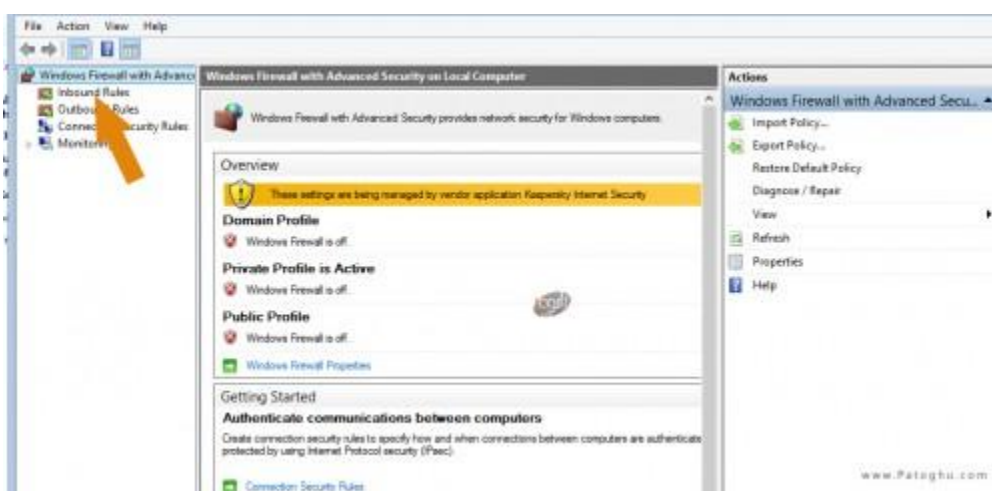 File Action View Help
Windows Firewall with Advance
Inbound Rules
Outbound Rules
Security Rules
Windows Firewall with Advanced Security on Local Computer
Windows Firewall with Advanced Security provides network security for Windows computers.
Overview
These settings are being managed by vendor application Kaspersky Internet Security
Domain Profile
Windows Firewall is off.
Private Profile is Active
Windows Firewall is off.
Public Profile
Windows Firewall is off.
Windows Firewall Properties
Getting Started
Authenticate communications between computers
Create connection security rules to specify how and when connections between computers are authenticate
protected by using Internet Protocol security (IPsec).
Connection Security Rules
Actions
Windows Firewall with Advanced Secu...
Import Policy...
Export Policy...
Restore Default Policy
Diagnose / Repair
View
Refresh
Properties
Help
www.Patoghu.com